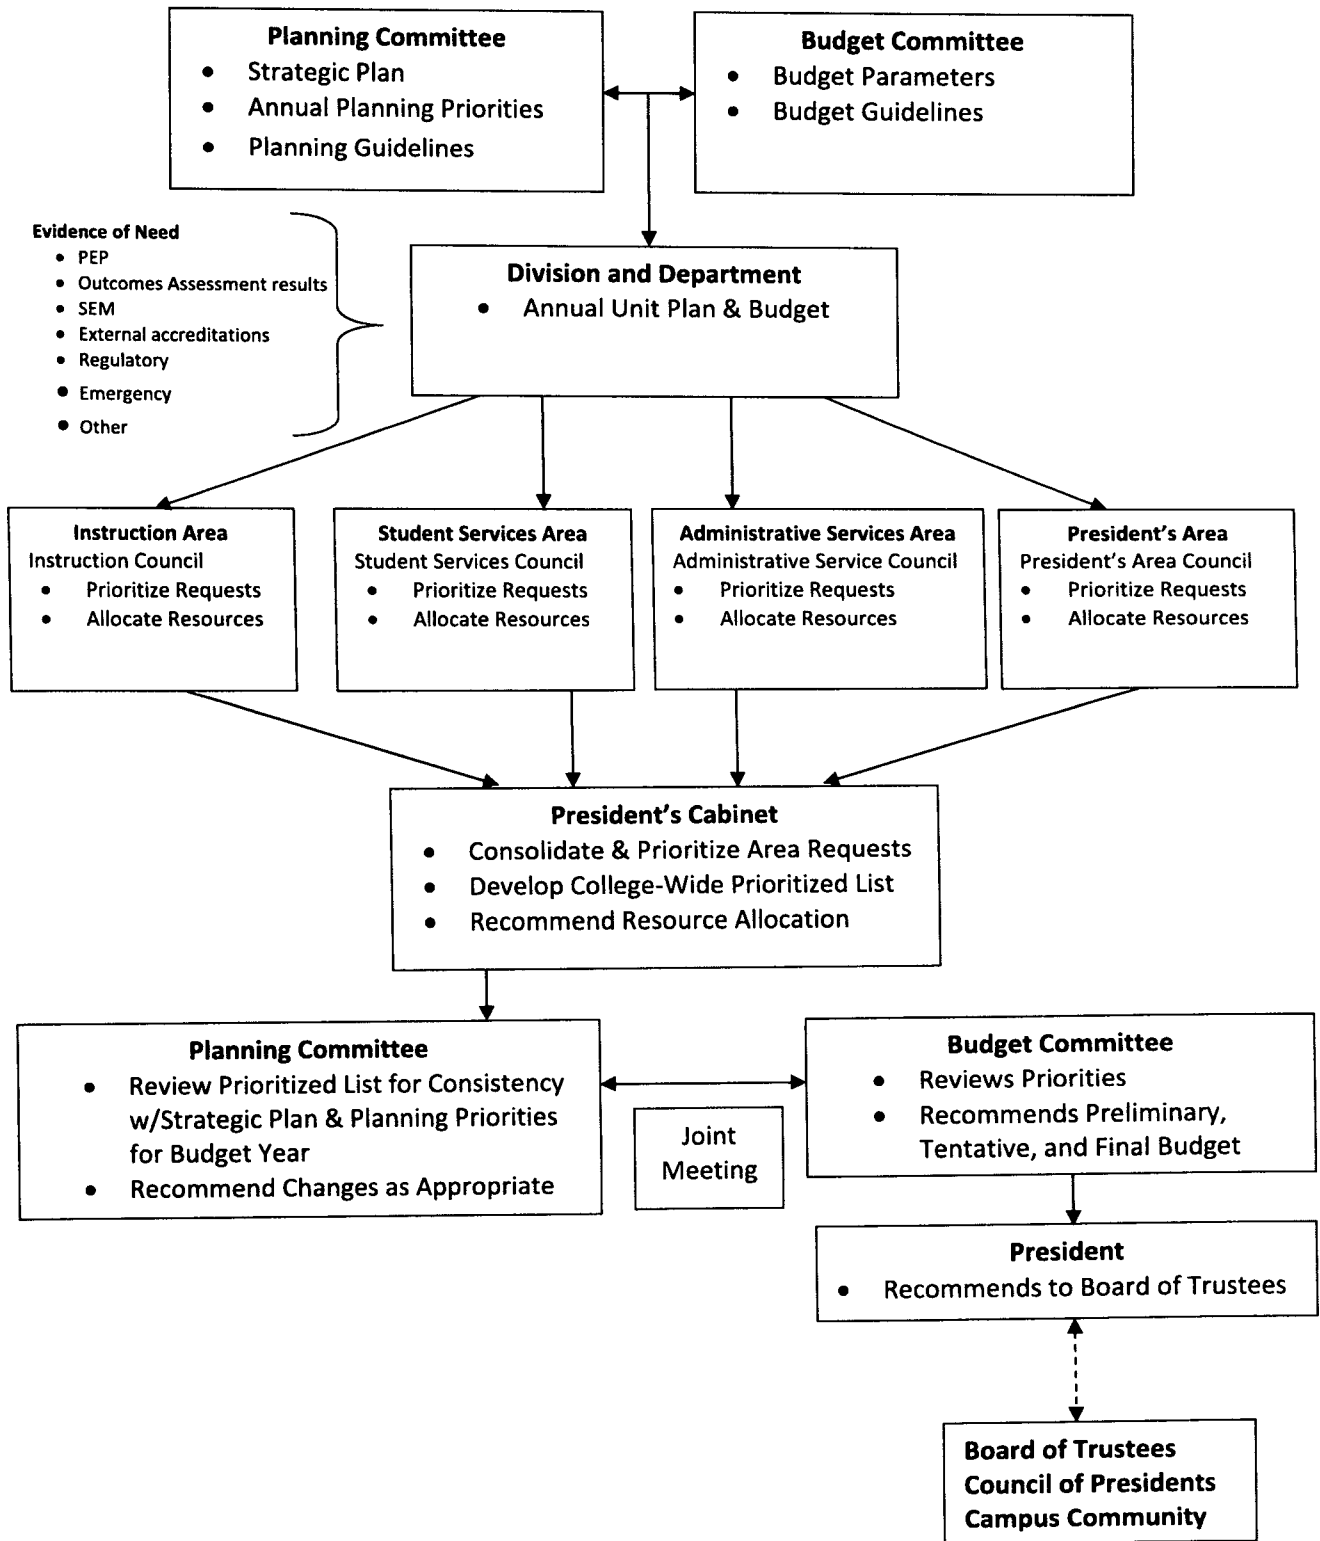 Planning Committee
• Strategic Plan
• Annual Planning Priorities
• Planning Guidelines
Budget Committee
• Budget Parameters
• Budget Guidelines
Evidence of Need
• PEP
• Outcomes Assessment results
• SEM
• External accreditations
• Regulatory
• Emergency
• Other
Division and Department
• Annual Unit Plan & Budget
Instruction Area
Instruction Council
• Prioritize Requests
• Allocate Resources
Student Services Area
Student Services Council
• Prioritize Requests
• Allocate Resources
Administrative Services Area
Administrative Service Council
• Prioritize Requests
• Allocate Resources
President's Area
President's Area Council
• Prioritize Requests
• Allocate Resources
President's Cabinet
• Consolidate & Prioritize Area Requests
• Develop College-Wide Prioritized List
• Recommend Resource Allocation
Planning Committee
• Review Prioritized List for Consistency
w/Strategic Plan & Planning Priorities
for Budget Year
• Recommend Changes as Appropriate
Joint
Meeting
Budget Committee
• Reviews Priorities
• Recommends Preliminary,
Tentative, and Final Budget
President
• Recommends to Board of Trustees
Board of Trustees
Council of Presidents
Campus Community